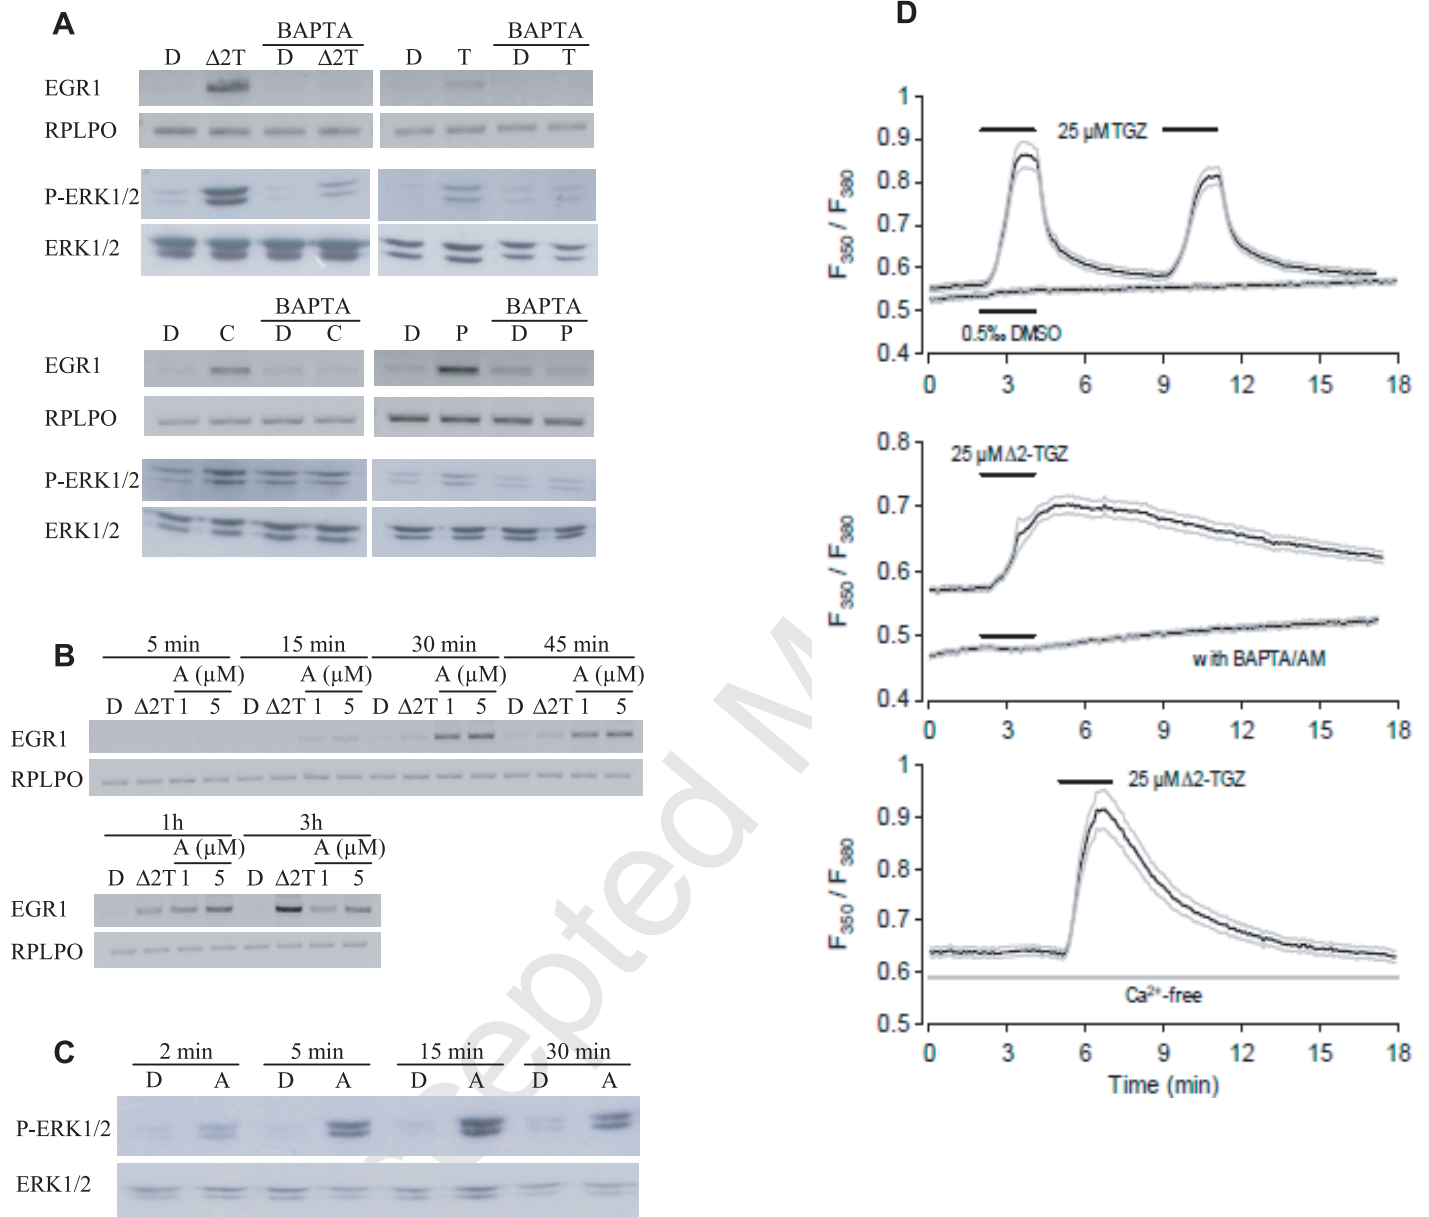 A
BAPTA BAPTA
D Δ2T D Δ2T D T D T
EGR1
RPLPO
P-ERK1/2
ERK1/2
BAPTA BAPTA
D C D C D P D P
EGR1
RPLPO
P-ERK1/2
ERK1/2
B
5 min 15 min 30 min 45 min
A (µM) A (µM) A (µM) A (µM)
D Δ2T 1 5 D Δ2T 1 5 D Δ2T 1 5 D Δ2T 1 5
EGR1
RPLPO
1h 3h
A (µM) A (µM)
D Δ2T 1 5 D Δ2T 1 5
EGR1
RPLPO
C
2 min 5 min 15 min 30 min
D A D A D A D A
P-ERK1/2
ERK1/2
D
1
0.9
0.8
0.7
0.6
0.5
0.4
F350 / F380
25 µM TGZ
0.5‰ DMSO
0 3 6 9 12 15 18
0.8
0.7
0.6
0.5
0.4
F350 / F380
25 µM Δ2-TGZ
with BAPTA/AM
0 3 6 9 12 15 18
1
0.9
0.8
0.7
0.6
0.5
F350 / F380
25 µM Δ2-TGZ
Ca²⁺-free
0 3 6 9 12 15 18
Time (min)
cepted M